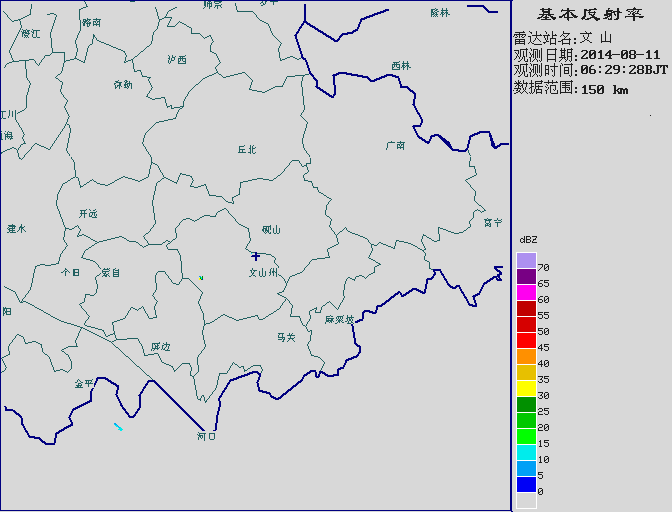 基本反射率
雷达站名:文 山
观测日期:2014-08-11
观测时间:06:29:28BJT
数据范围:150 km
师宗
隆林
路南
泸西
西林
弥勒
江川
丘北
广南
海
开远
建水
砚山
富宁
个旧
蒙自
文山州
阳
麻栗坡
马关
屏边
金平
河口
dBZ
70
65
60
55
50
45
40
35
30
25
20
15
10
5
0